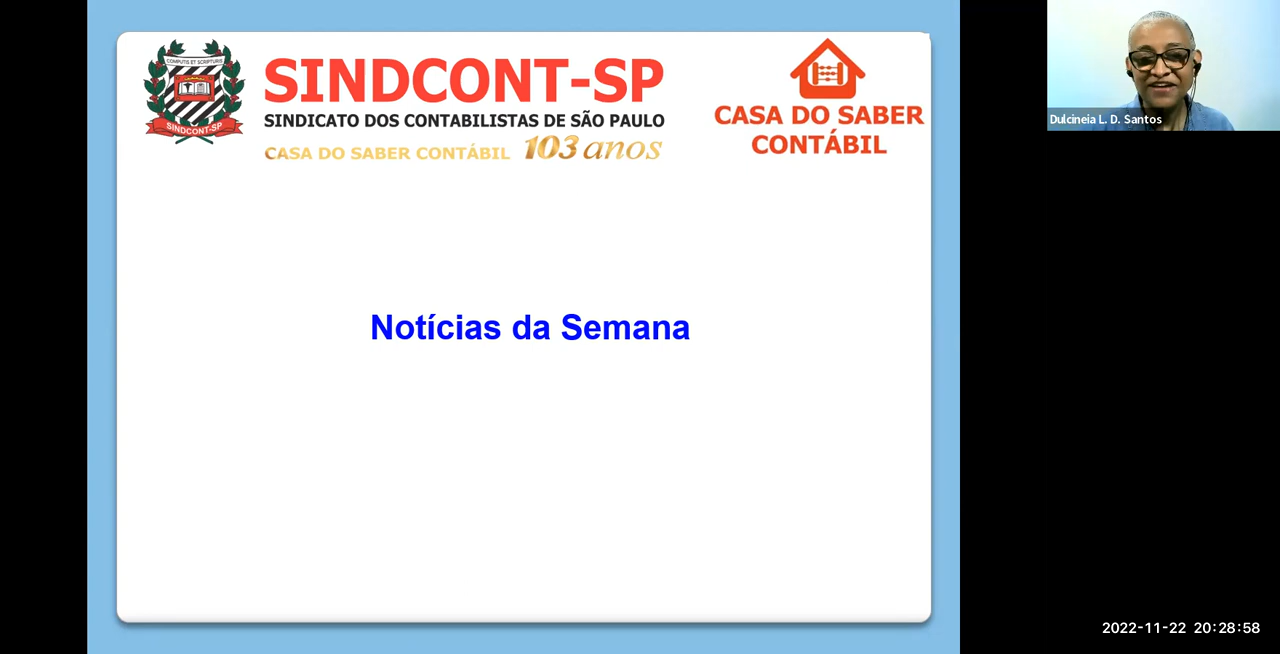 COMPUTIS ET SCRIPTURIS
SINDCONT-SP
SINDCONT-SP
SINDICATO DOS CONTABILISTAS DE SÃO PAULO
CASA DO SABER CONTÁBIL 103 anos
CASA DO SABER
CONTÁBIL
Dulcineia L. D. Santos
Notícias da Semana
2022-11-22 20:28:58